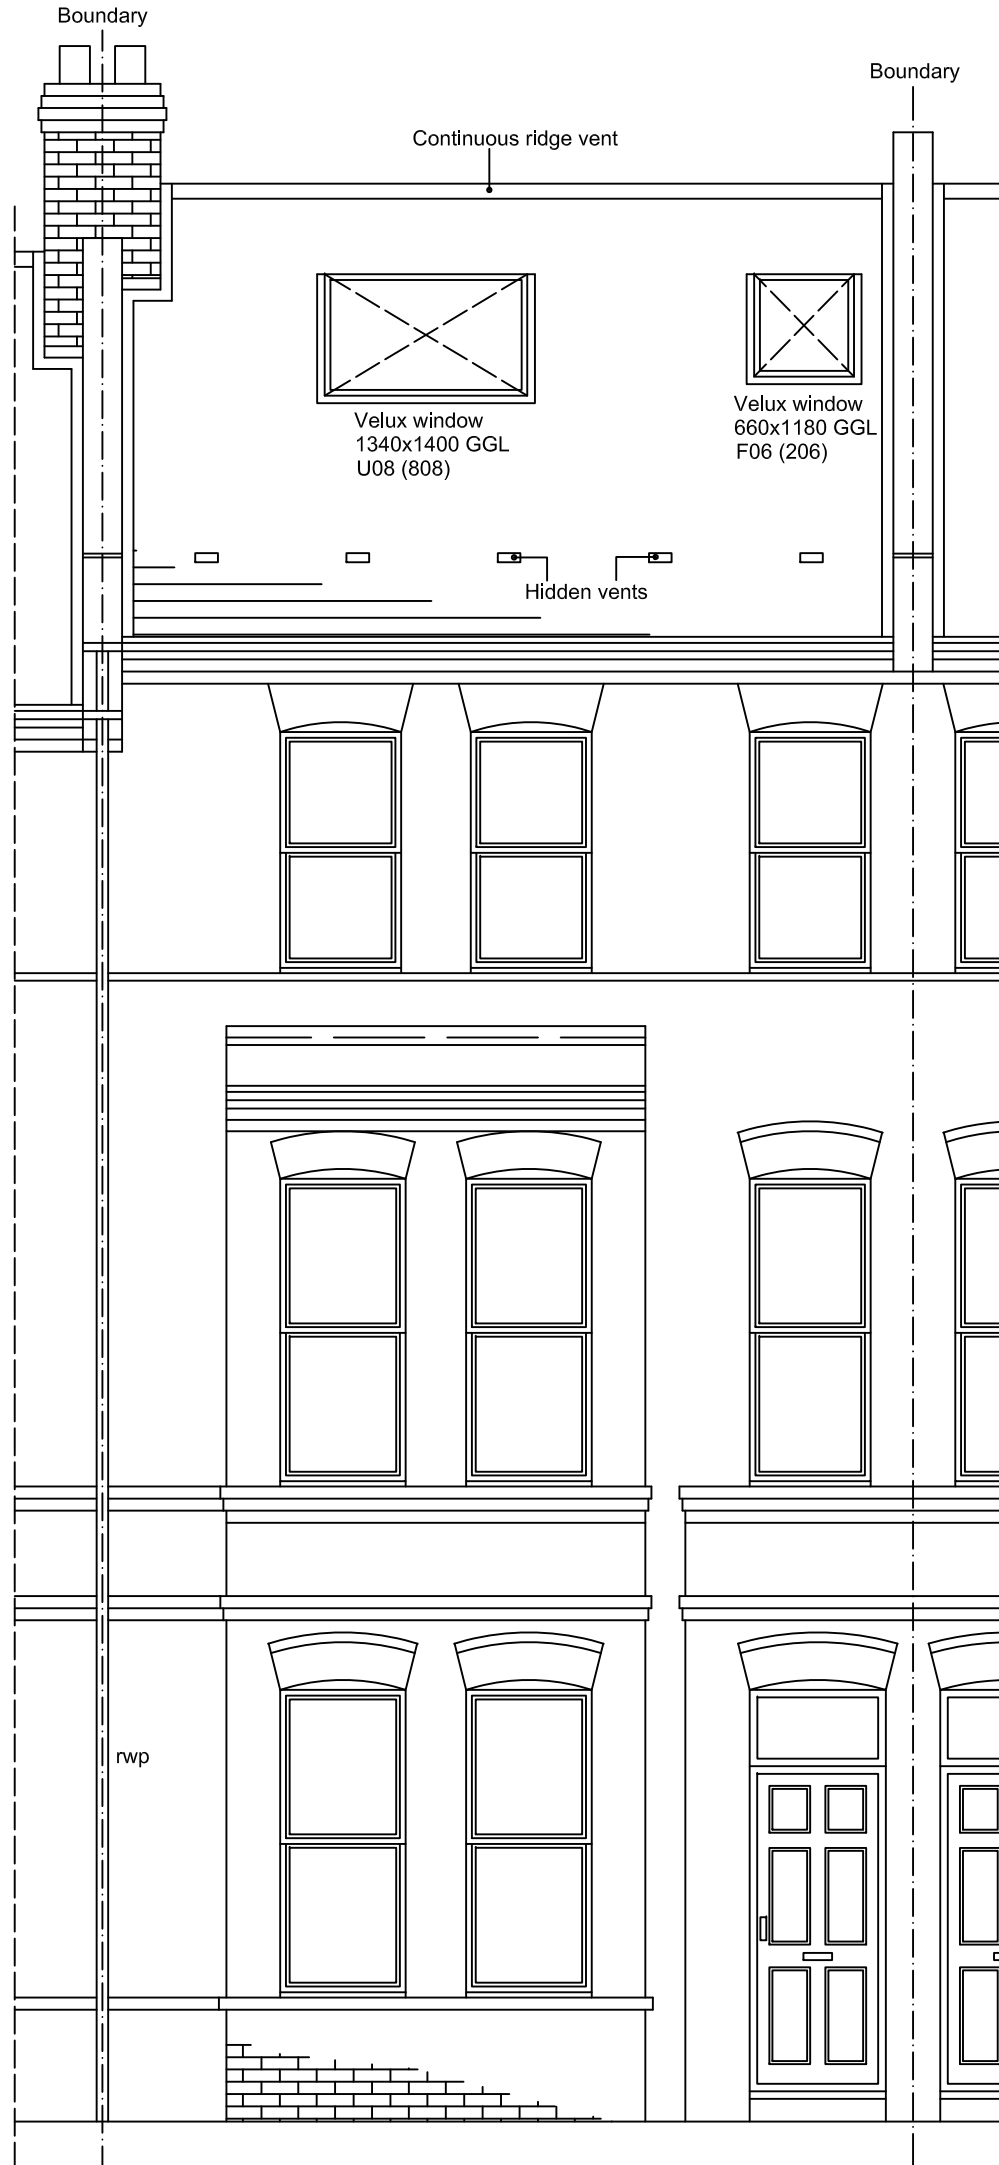 Boundary
Boundary
Continuous ridge vent
Velux window
1340x1400 GGL
U08 (808)
Velux window
660x1180 GGL
F06 (206)
Hidden vents
rwp